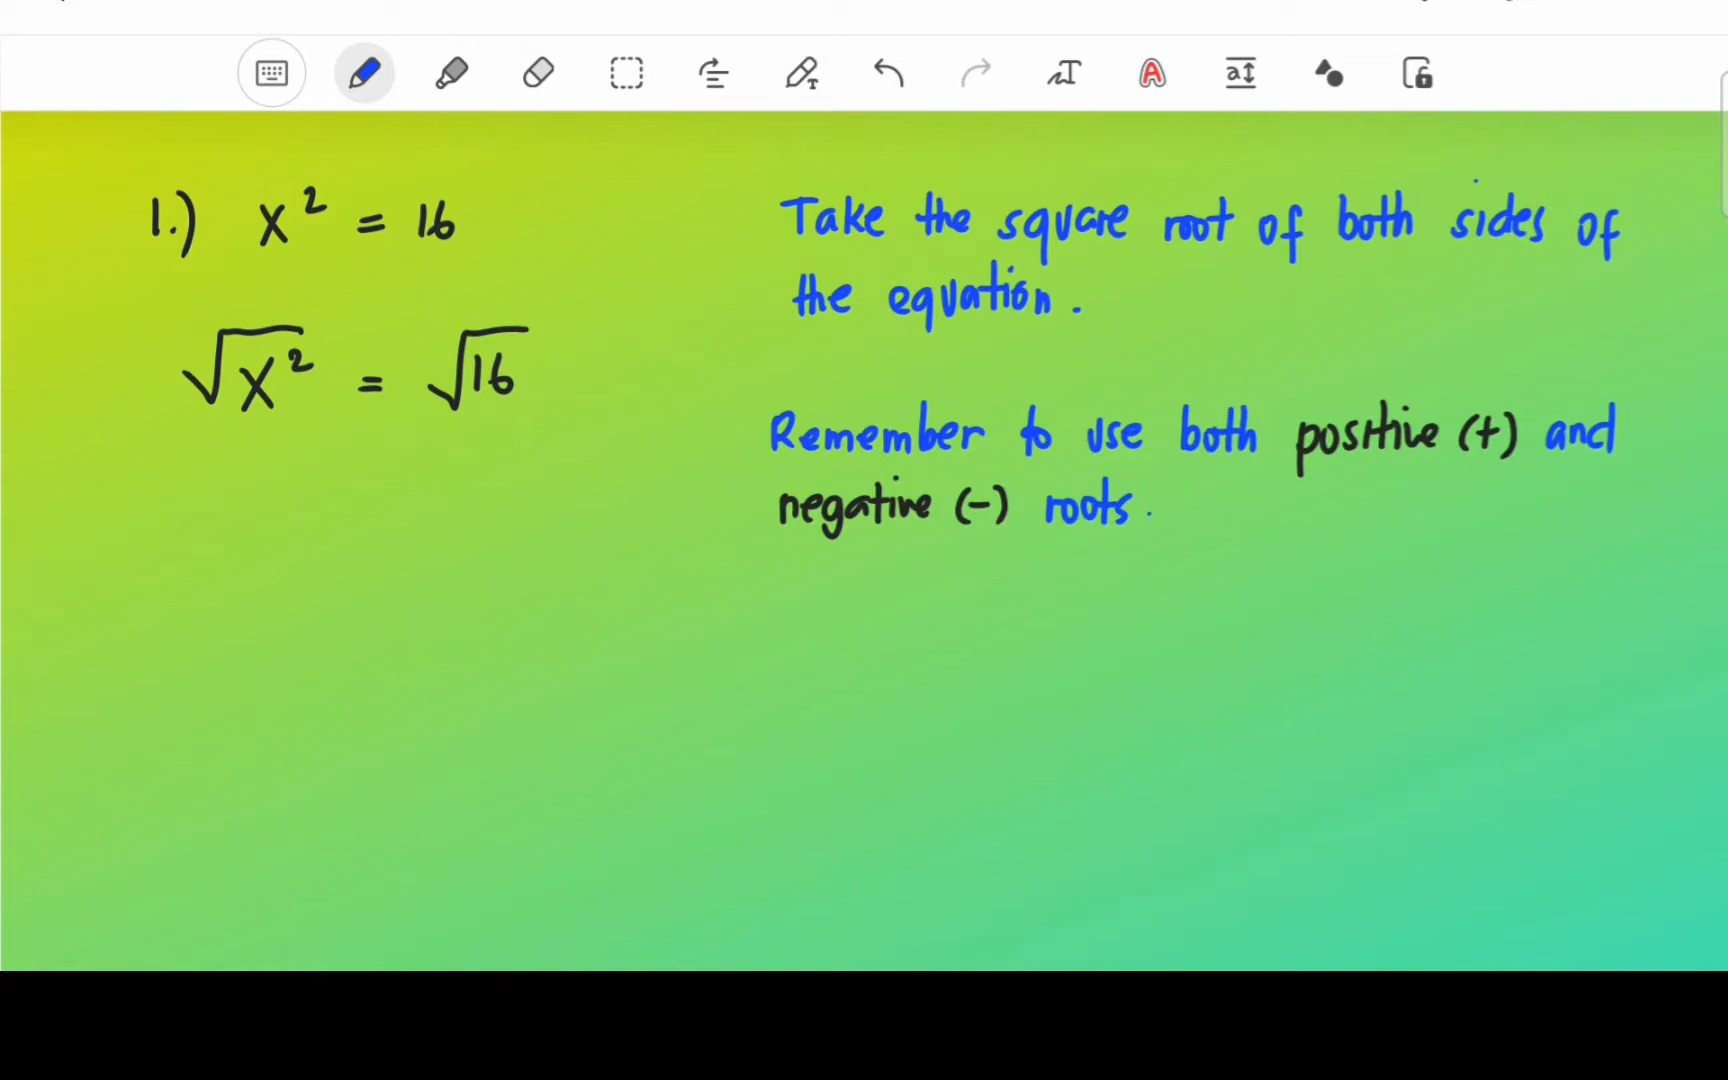 1.) x² = 16
√x² = √16
Take the square root of both sides of
the equation.
Remember to use both positive (+) and
negative (-) roots.